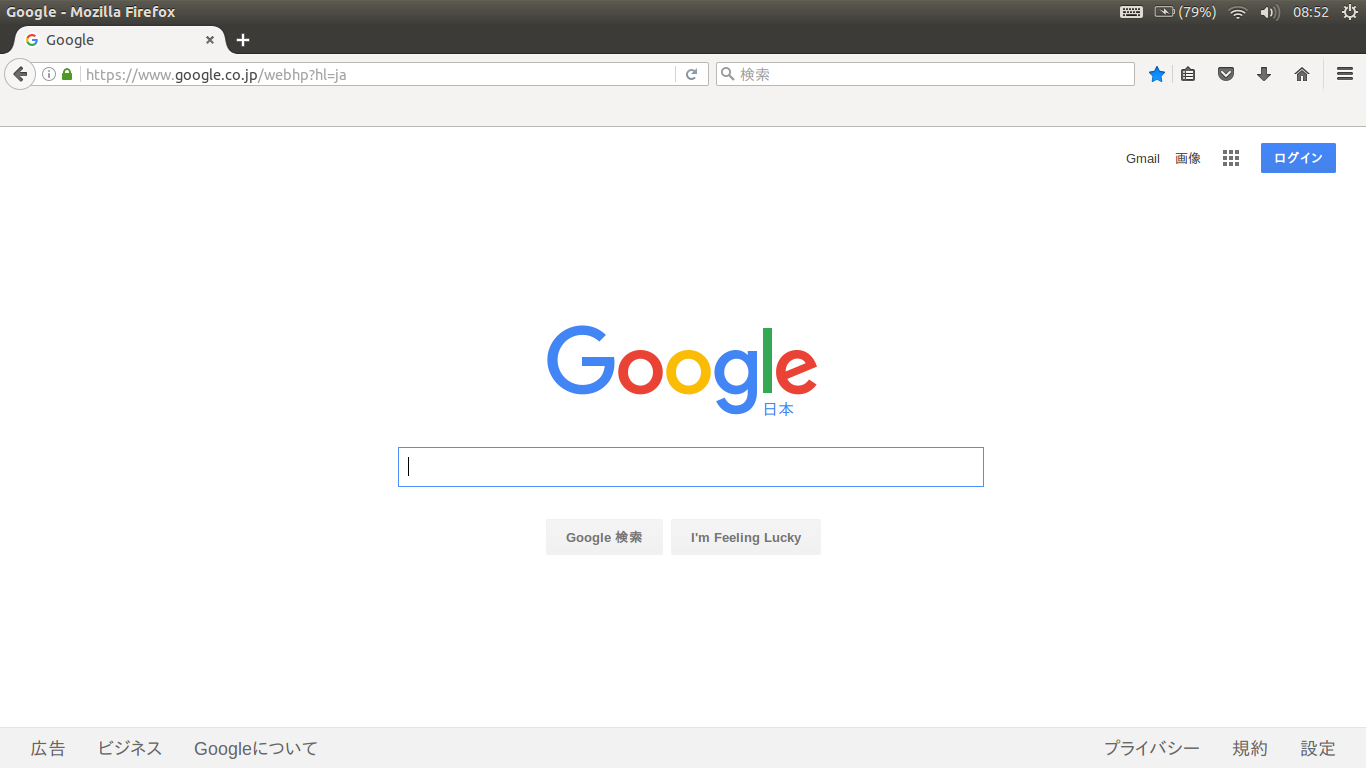 Google - Mozilla Firefox
(79%)
08:52
Google
https://www.google.co.jp/webhp?hl=ja
検索
Gmail 画像 ログイン
Google
日本
Google 検索 I'm Feeling Lucky
広告 ビジネス Googleについて プライバシー 規約 設定